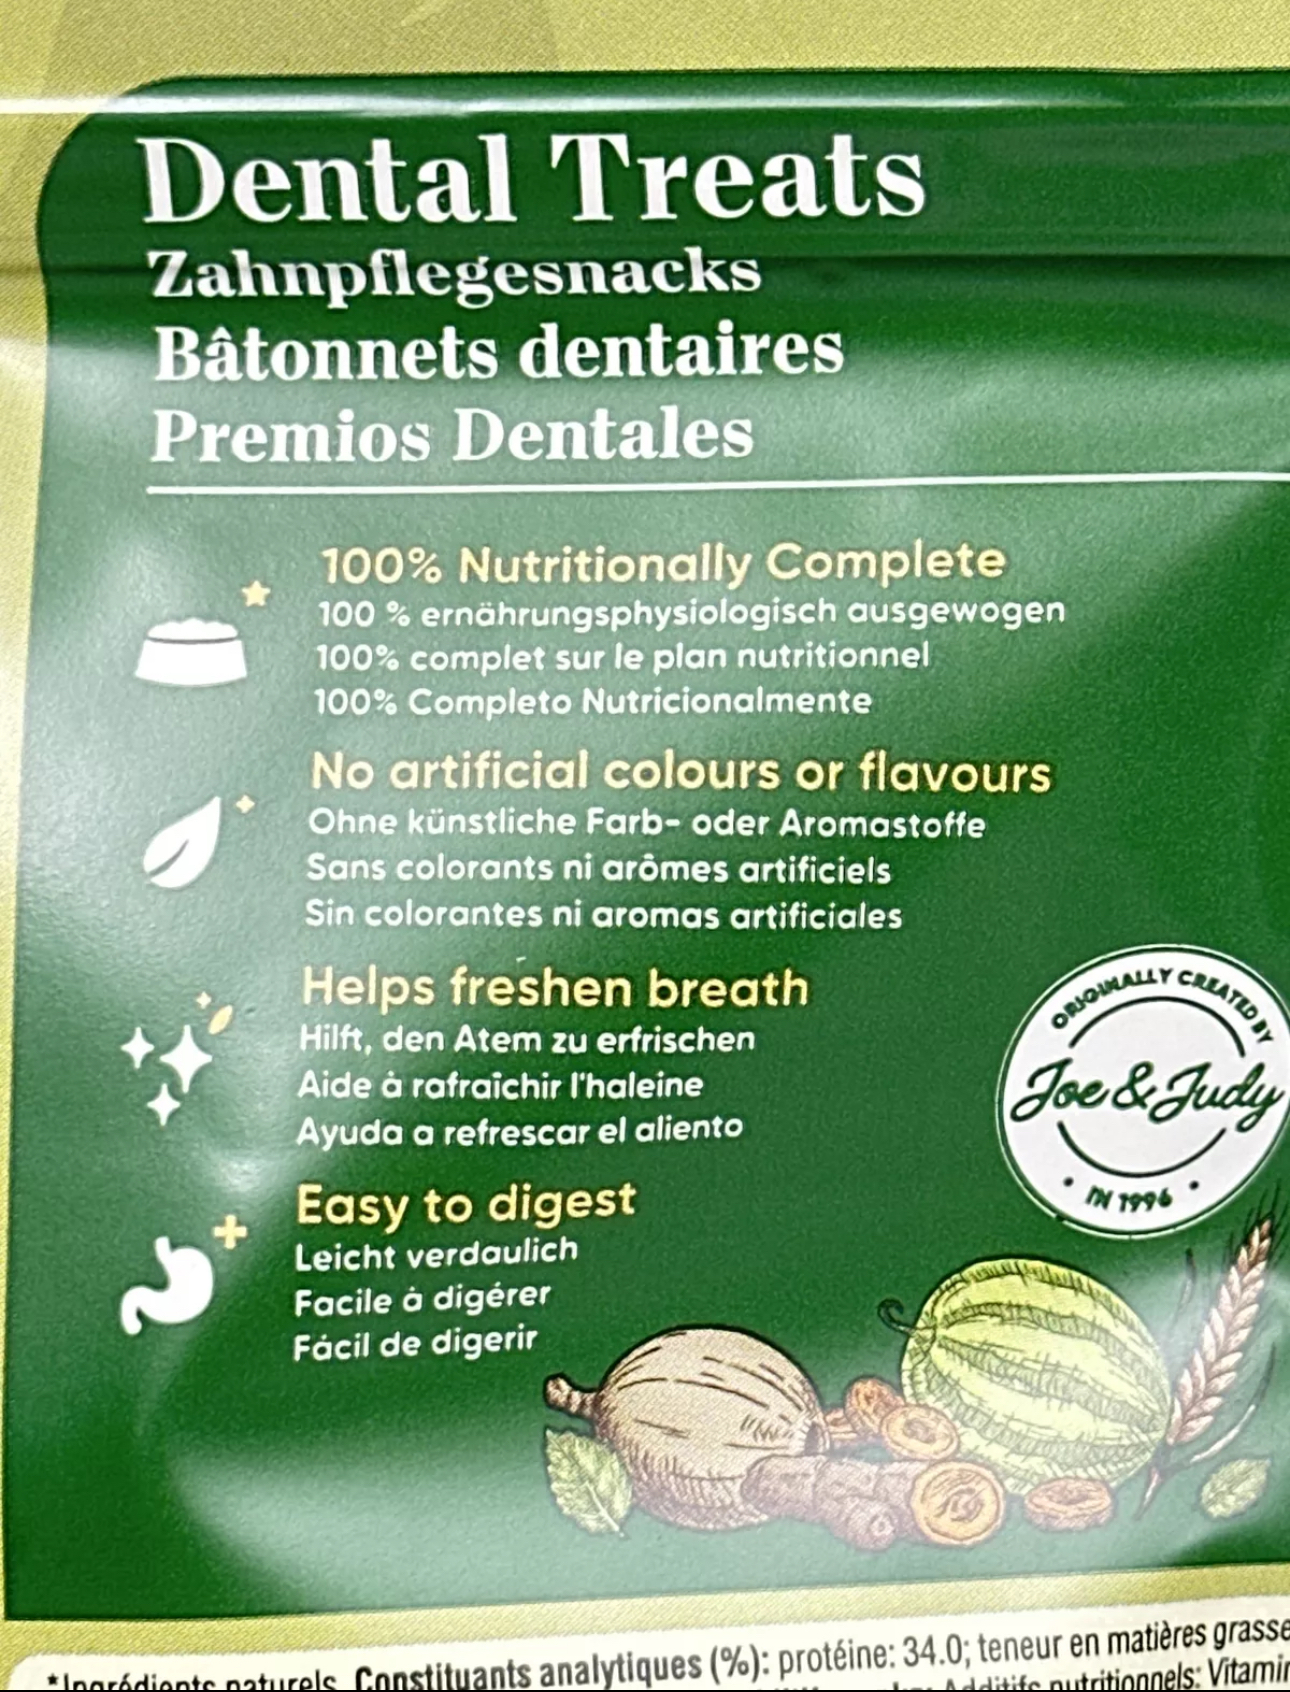 Dental Treats
Zahnpflegesnacks
Bâtonnets dentaires
Premios Dentales
100% Nutritionally Complete
100 % ernährungsphysiologisch ausgewogen
100% complet sur le plan nutritionnel
100% Completo Nutricionalmente
No artificial colours or flavours
Ohne künstliche Farb- oder Aromastoffe
Sans colorants ni arômes artificiels
Sin colorantes ni aromas artificiales
Helps freshen breath
Hilft, den Atem zu erfrischen
Aide à rafraîchir l'haleine
Ayuda a refrescar el aliento
ORIGINALLY CREATED BY
Joe & Judy
• IN 1996 •
Easy to digest
Leicht verdaulich
Facile à digérer
Fácil de digerir
*Ingrédients naturels. Constituants analytiques (%): protéine: 34.0; teneur en matières
Additifs nutritionnels: